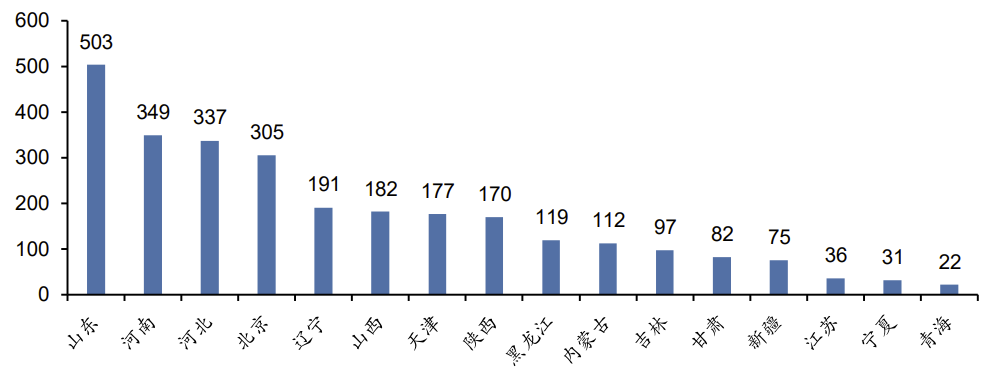 600
500
400
300
200
100
0
503
349
337
305
191
182
177
170
119
112
97
82
75
36
31
22
山东
河南
河北
北京
辽宁
山西
天津
陕西
黑龙江
内蒙古
吉林
甘肃
新疆
江苏
宁夏
青海